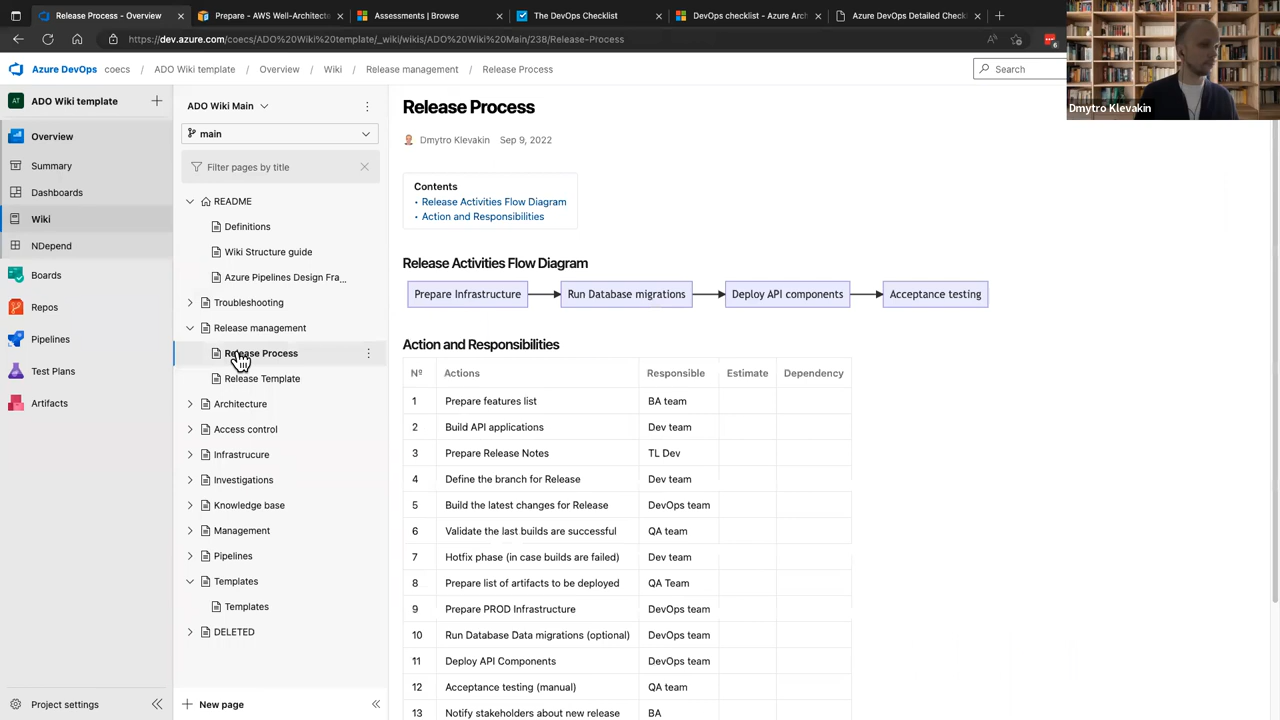 Release Process - Overview
Prepare - AWS Well-Architec
Assessments | Browse
The DevOps Checklist
DevOps checklist - Azure Arch
Azure DevOps Detailed Checkli
https://dev.azure.com/coecs/ADO%20Wiki%20template/_wiki/wikis/ADO%20Wiki%20Main/238/Release-Process
6
Azure DevOps coecs / ADO Wiki template / Overview / Wiki / Release management / Release Process
Search
Dmytro Klevakin
AT ADO Wiki template
Overview
Summary
Dashboards
Wiki
NDepend
Boards
Repos
Pipelines
Test Plans
Artifacts
Project settings
ADO Wiki Main
main
Filter pages by title
README
Definitions
Wiki Structure guide
Azure Pipelines Design Fra...
Troubleshooting
Release management
Release Process
Release Template
Architecture
Access control
Infrastrucure
Investigations
Knowledge base
Management
Pipelines
Templates
Templates
DELETED
New page
Release Process
Dmytro Klevakin Sep 9, 2022
Contents
• Release Activities Flow Diagram
• Action and Responsibilities
Release Activities Flow Diagram
Prepare Infrastructure Run Database migrations Deploy API components Acceptance testing
Action and Responsibilities
Nº Actions Responsible Estimate Dependency
1 Prepare features list BA team
2 Build API applications Dev team
3 Prepare Release Notes TL Dev
4 Define the branch for Release Dev team
5 Build the latest changes for Release DevOps team
6 Validate the last builds are successful QA team
7 Hotfix phase (in case builds are failed) Dev team
8 Prepare list of artifacts to be deployed QA Team
9 Prepare PROD Infrastructure DevOps team
10 Run Database Data migrations (optional) DevOps team
11 Deploy API Components DevOps team
12 Acceptance testing (manual) QA team
13 Notify stakeholders about new release BA